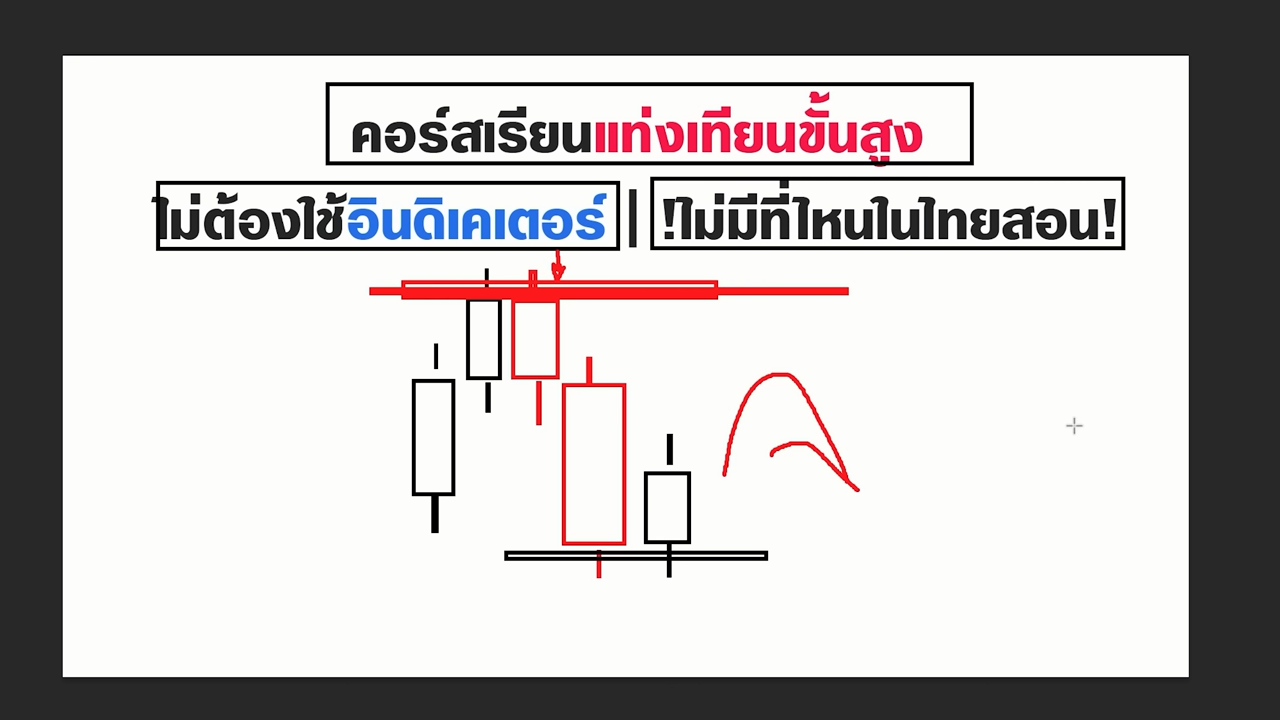 คอร์สเรียนแท่งเทียนขั้นสูง
ไม่ต้องใช้อินดิเคเตอร์ | !ไม่มีที่ไหนในไทยสอน!